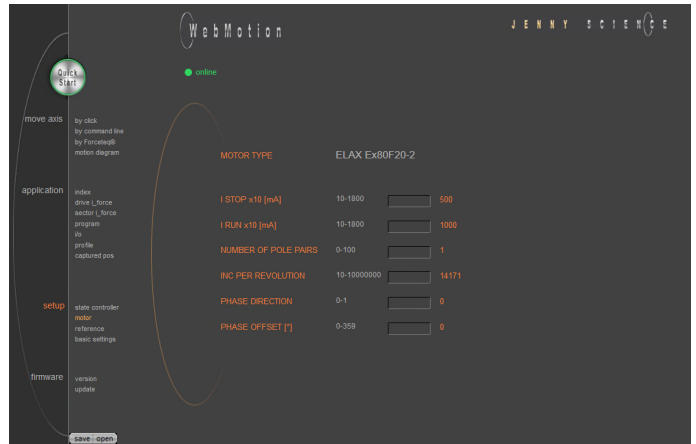 WebMotion
JENNY SCIENCE
Quick
Start
online
move axis
by click
by command line
by Forceteq®
motion diagram
MOTOR TYPE ELAX Ex80F20-2
application
index
drive i_force
sector i_force
program
i/o
profile
captured pos
I STOP x10 [mA] 10-1800 500
I RUN x10 [mA] 10-1800 1000
NUMBER OF POLE PAIRS 0-100 1
INC PER REVOLUTION 10-10000000 14171
PHASE DIRECTION 0-1 0
PHASE OFFSET [°] 0-359 0
setup
state controller
motor
reference
basic settings
firmware
version
update
save open